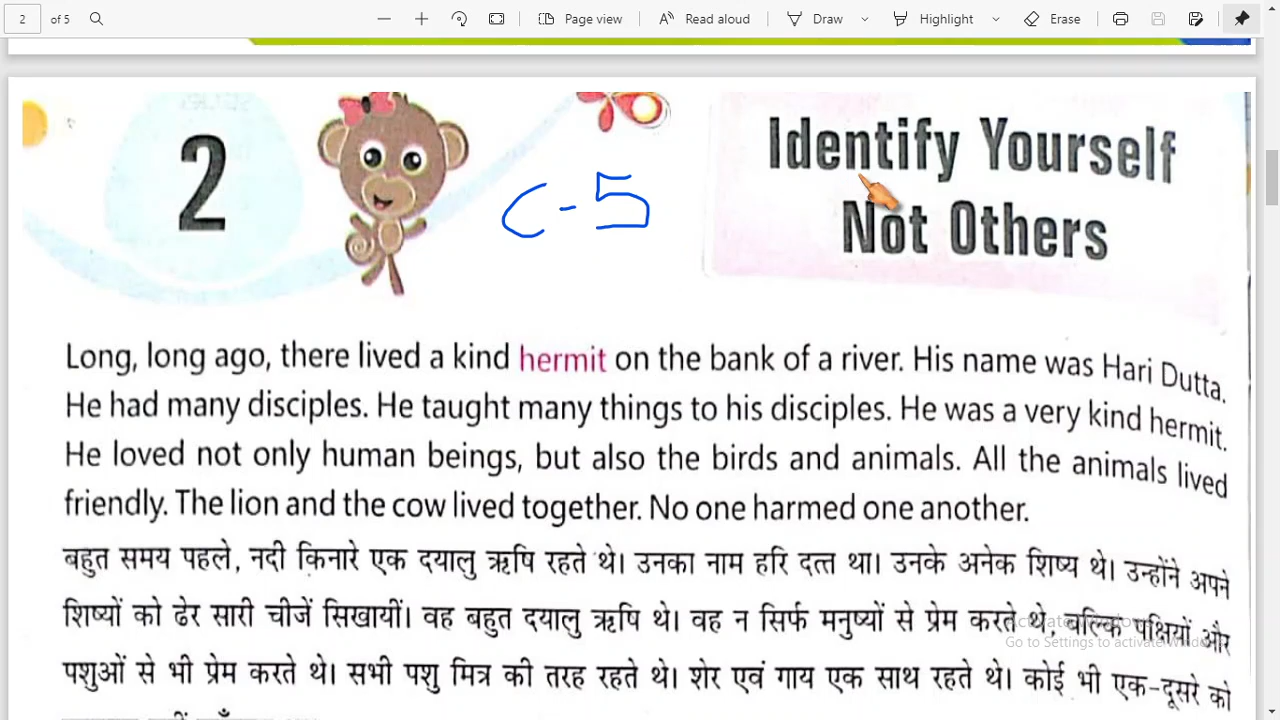 2
of 5
Page view
Read aloud
Draw
Highlight
Erase
2
C-5
Identify Yourself
Not Others
Long, long ago, there lived a kind hermit on the bank of a river. His name was Hari Dutta.
He had many disciples. He taught many things to his disciples. He was a very kind hermit.
He loved not only human beings, but also the birds and animals. All the animals lived
friendly. The lion and the cow lived together. No one harmed one another.
बहुत समय पहले, नदी किनारे एक दयालु ऋषि रहते थे। उनका नाम हरि दत्त था। उनके अनेक शिष्य थे। उन्होंने अपने
शिष्यों को ढेर सारी चीजें सिखायीं। वह बहुत दयालु ऋषि थे। वह न सिर्फ मनुष्यों से प्रेम करते थे, बल्कि पक्षियों और
पशुओं से भी प्रेम करते थे। सभी पशु मित्र की तरह रहते थे। शेर एवं गाय एक साथ रहते थे। कोई भी एक-दूसरे को
Activate Windows
Go to Settings to activate Windows.